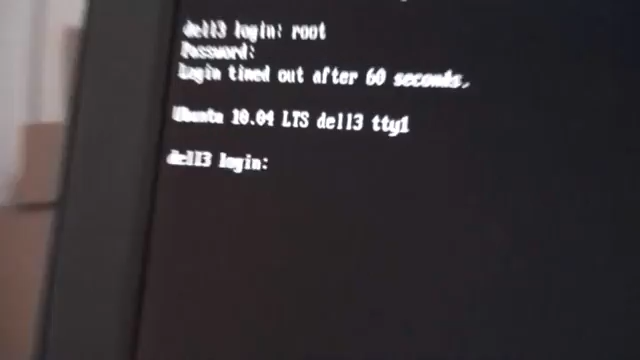 dell3 login: root
Password:
Login timed out after 60 seconds.
Ubuntu 10.04 LTS dell3 tty1
dell3 login: